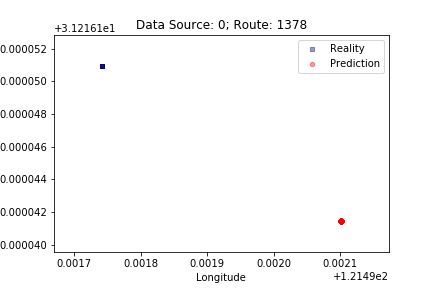 Data Source: 0; Route: 1378
+3.12161e1
Reality
Prediction
0.000052
0.000050
0.000048
0.000046
0.000044
0.000042
0.000040
0.0017 0.0018 0.0019 0.0020 0.0021
Longitude
+1.2149e2